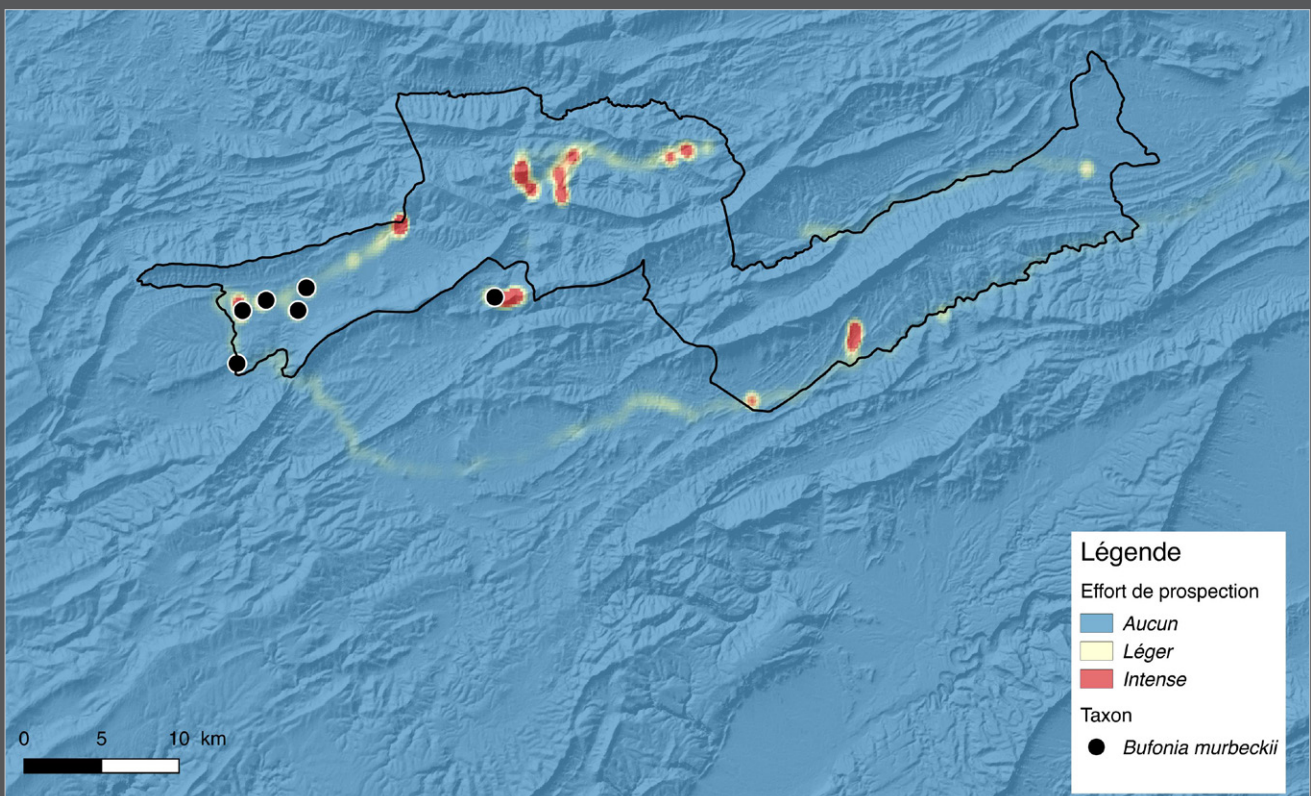 Légende
Effort de prospection
Aucun
Léger
Intense
Taxon
Bufonia murbeckii
0 5 10 km